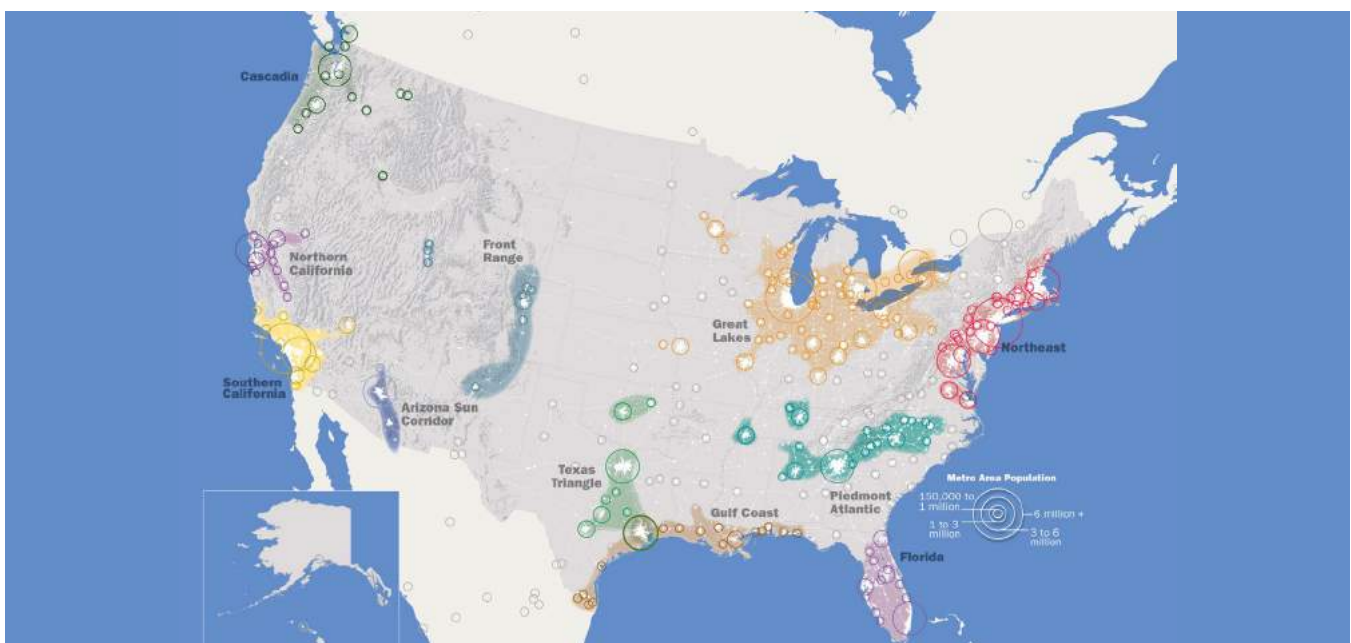 Cascadia
Northern
California
Front
Range
Great
Lakes
Northeast
Southern
California
Arizona Sun
Corridor
Texas
Triangle
Gulf Coast
Piedmont
Atlantic
Florida
Metro Area Population
150,000 to
1 million
1 to 3
million
6 million +
3 to 6
million